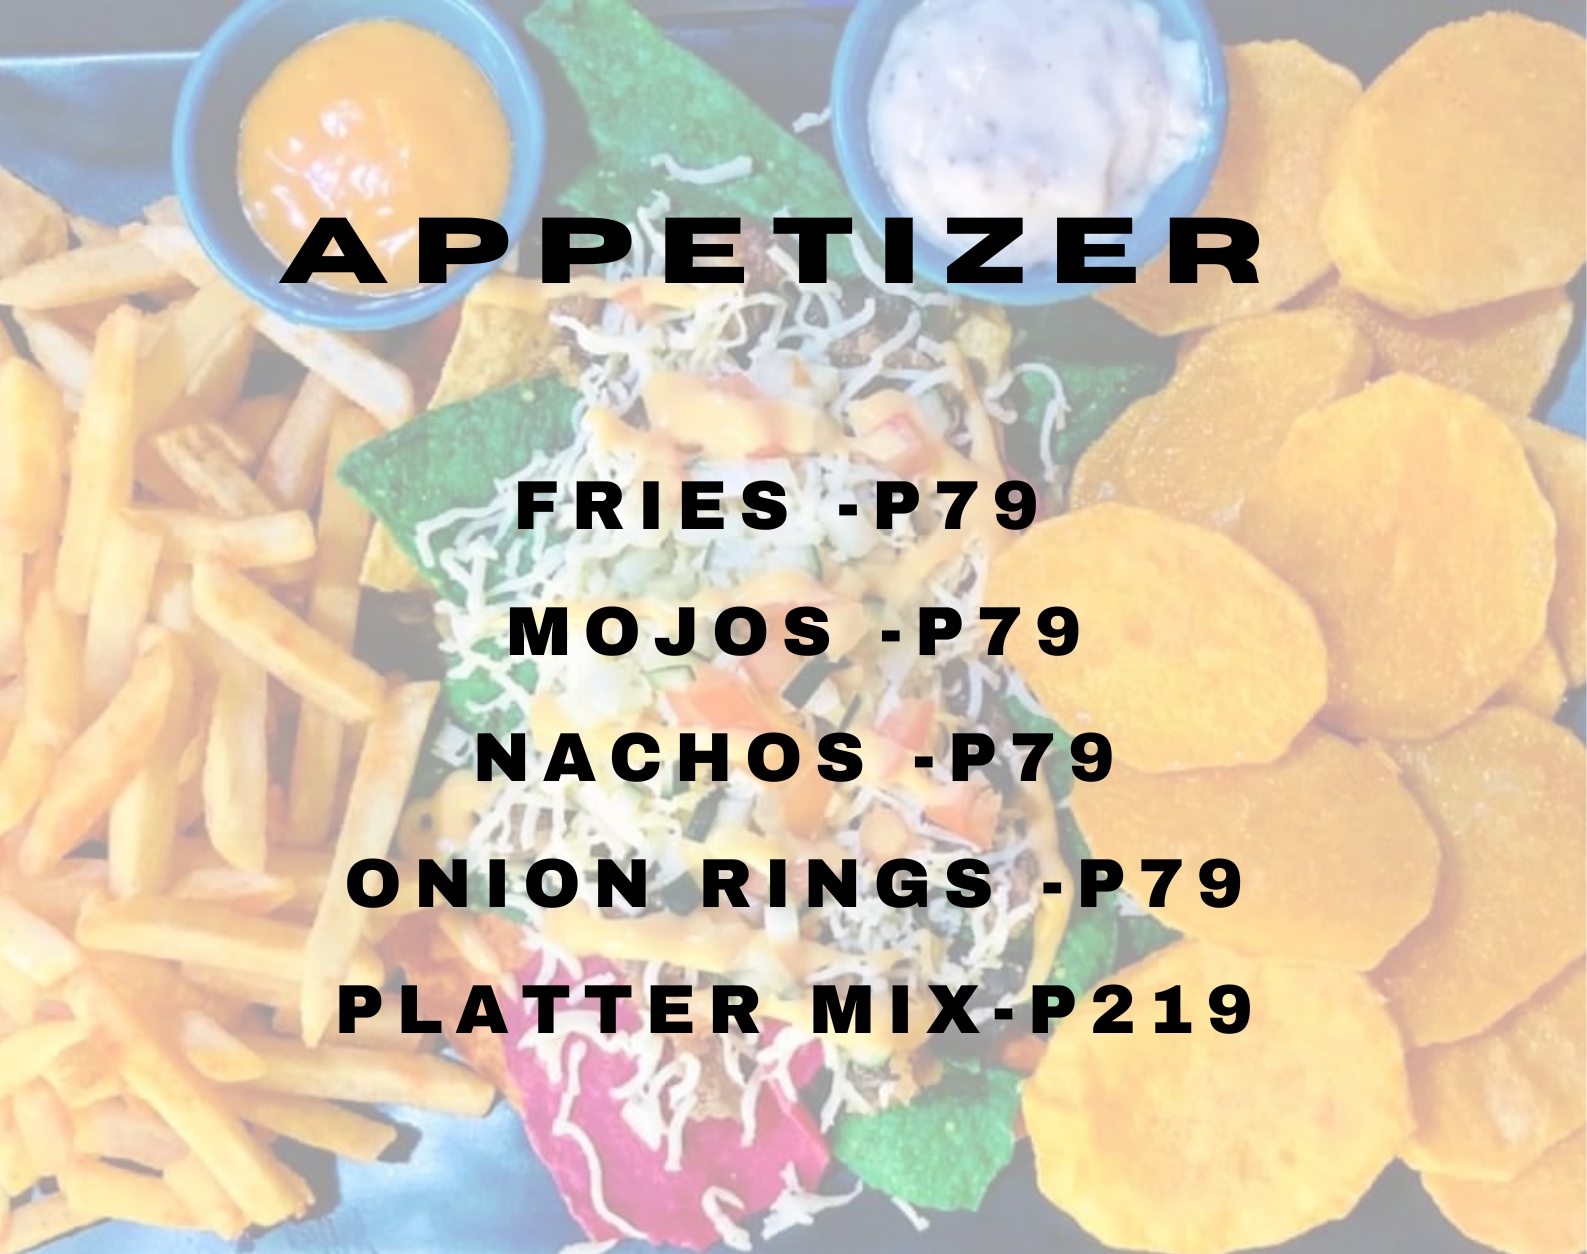 APPETIZER
FRIES -P79
MOJOS -P79
NACHOS -P79
ONION RINGS -P79
PLATTER MIX-P219